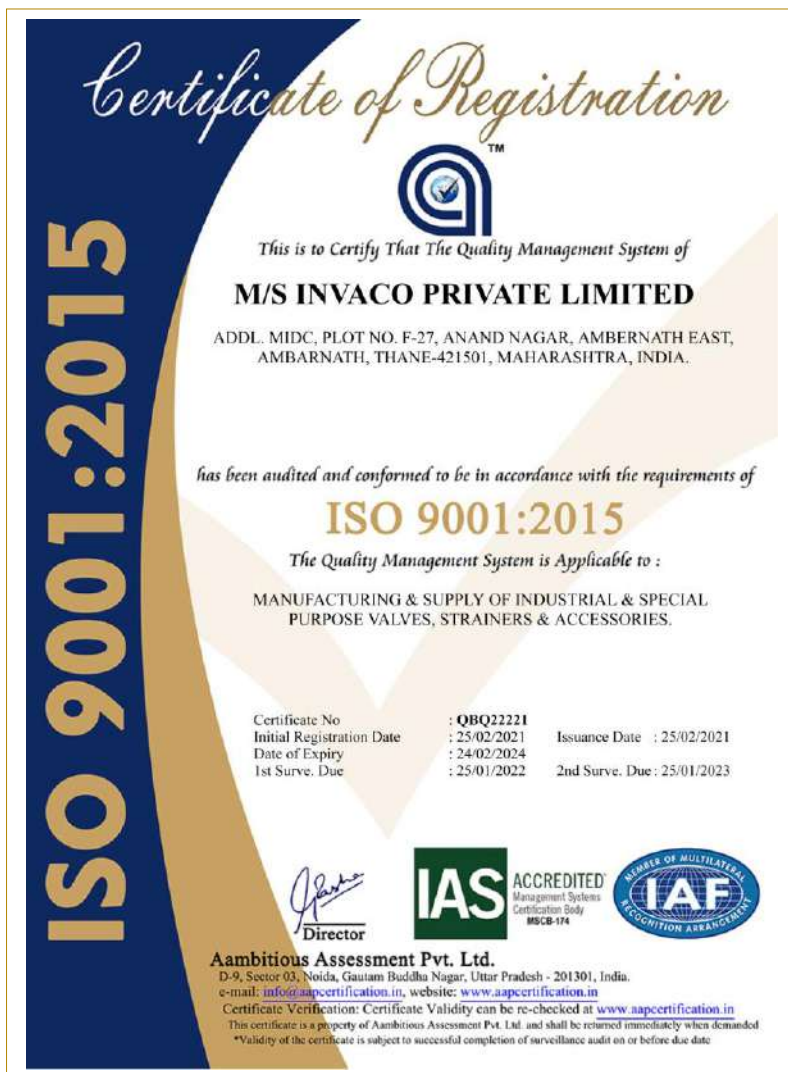 Certificate of Registration
TM
ISO 9001:2015
This is to Certify That The Quality Management System of
M/S INVACO PRIVATE LIMITED
ADDL. MIDC, PLOT NO. F-27, ANAND NAGAR, AMBERNATH EAST,
AMBARNATH, THANE-421501, MAHARASHTRA, INDIA.
has been audited and conformed to be in accordance with the requirements of
ISO 9001:2015
The Quality Management System is Applicable to :
MANUFACTURING & SUPPLY OF INDUSTRIAL & SPECIAL
PURPOSE VALVES, STRAINERS & ACCESSORIES.
Certificate No : QBQ22221
Initial Registration Date : 25/02/2021 Issuance Date : 25/02/2021
Date of Expiry : 24/02/2024
1st Surve. Due : 25/01/2022 2nd Surve. Due : 25/01/2023
Director
IAS
ACCREDITED
Management Systems
Certification Body
MSCB-174
MEMBER OF MULTILATERAL
IAF
RECOGNITION ARRANGEMENT
Aambitious Assessment Pvt. Ltd.
D-9, Sector 03, Noida, Gautam Buddha Nagar, Uttar Pradesh - 201301, India.
e-mail: info@aapcertification.in, website: www.aapcertification.in
Certificate Verification: Certificate Validity can be re-checked at www.aapcertification.in
This certificate is a property of Aambitious Assessment Pvt. Ltd. and shall be returned immediately when demanded
*Validity of the certificate is subject to successful completion of surveillance audit on or before due date